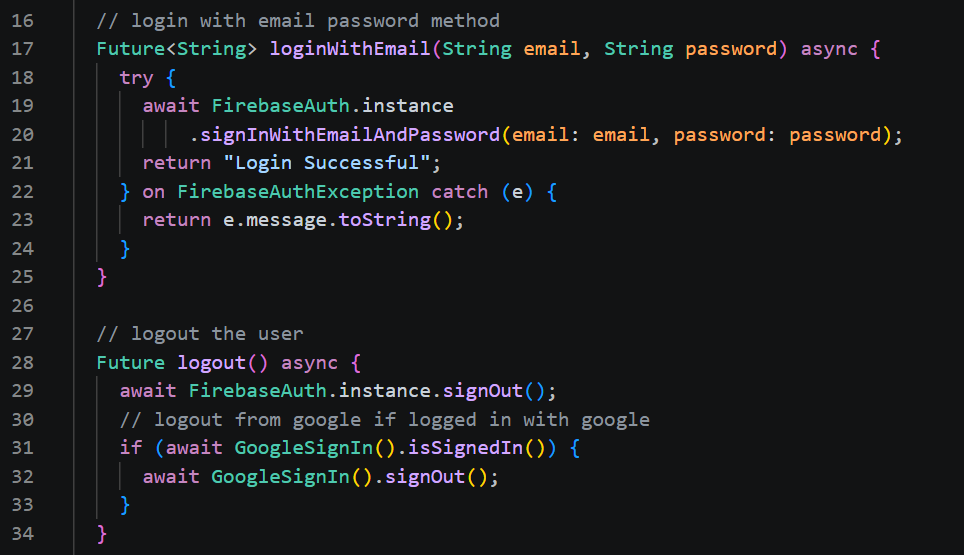 16 // login with email password method
17 Future<String> loginWithEmail(String email, String password) async {
18 try {
19 await FirebaseAuth.instance
20 .signInWithEmailAndPassword(email: email, password: password);
21 return "Login Successful";
22 } on FirebaseAuthException catch (e) {
23 return e.message.toString();
24 }
25 }
26
27 // logout the user
28 Future logout() async {
29 await FirebaseAuth.instance.signOut();
30 // logout from google if logged in with google
31 if (await GoogleSignIn().isSignedIn()) {
32 await GoogleSignIn().signOut();
33 }
34 }